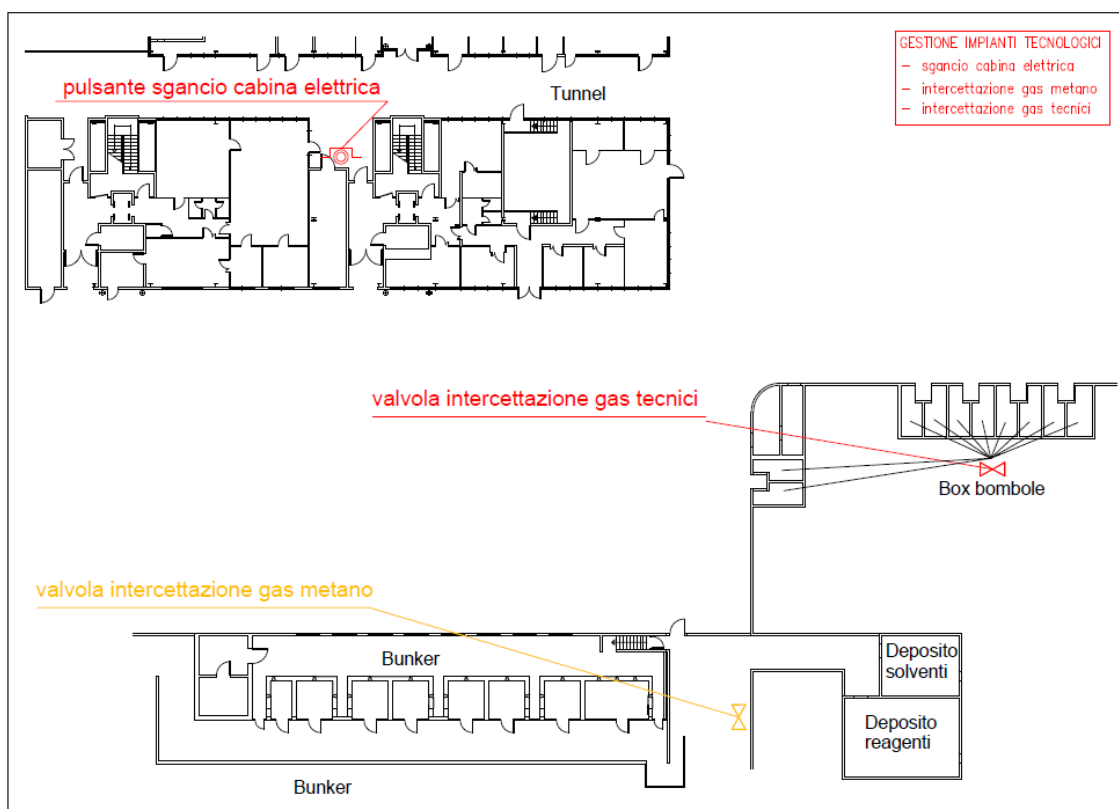 GESTIONE IMPIANTI TECNOLOGICI
– sgancio cabina elettrica
– intercettazione gas metano
– intercettazione gas tecnici
pulsante sgancio cabina elettrica
Tunnel
valvola intercettazione gas tecnici
Box bombole
valvola intercettazione gas metano
Bunker
Deposito
solventi
Deposito
reagenti
Bunker